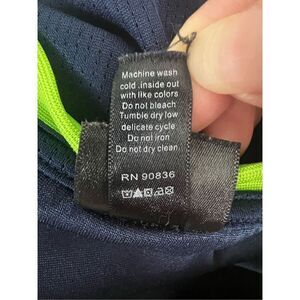 Machine wash
cold .inside out
with like colors
Do not bleach
Tumble dry low
delicate cycle
Do not iron
Do not dry clean.
RN 90836